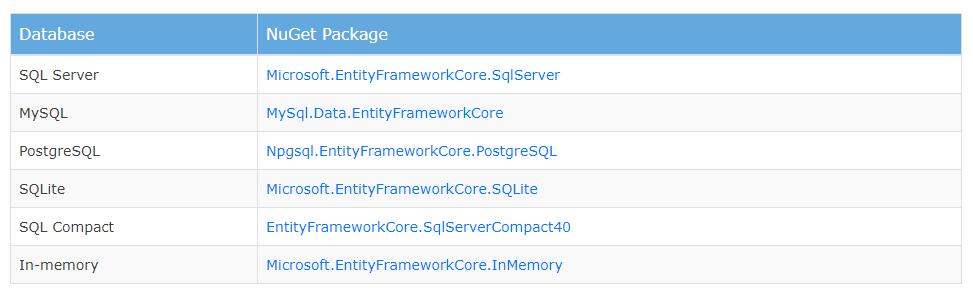 Database NuGet Package
SQL Server Microsoft.EntityFrameworkCore.SqlServer
MySQL MySql.Data.EntityFrameworkCore
PostgreSQL Npgsql.EntityFrameworkCore.PostgreSQL
SQLite Microsoft.EntityFrameworkCore.SQLite
SQL Compact EntityFrameworkCore.SqlServerCompact40
In-memory Microsoft.EntityFrameworkCore.InMemory